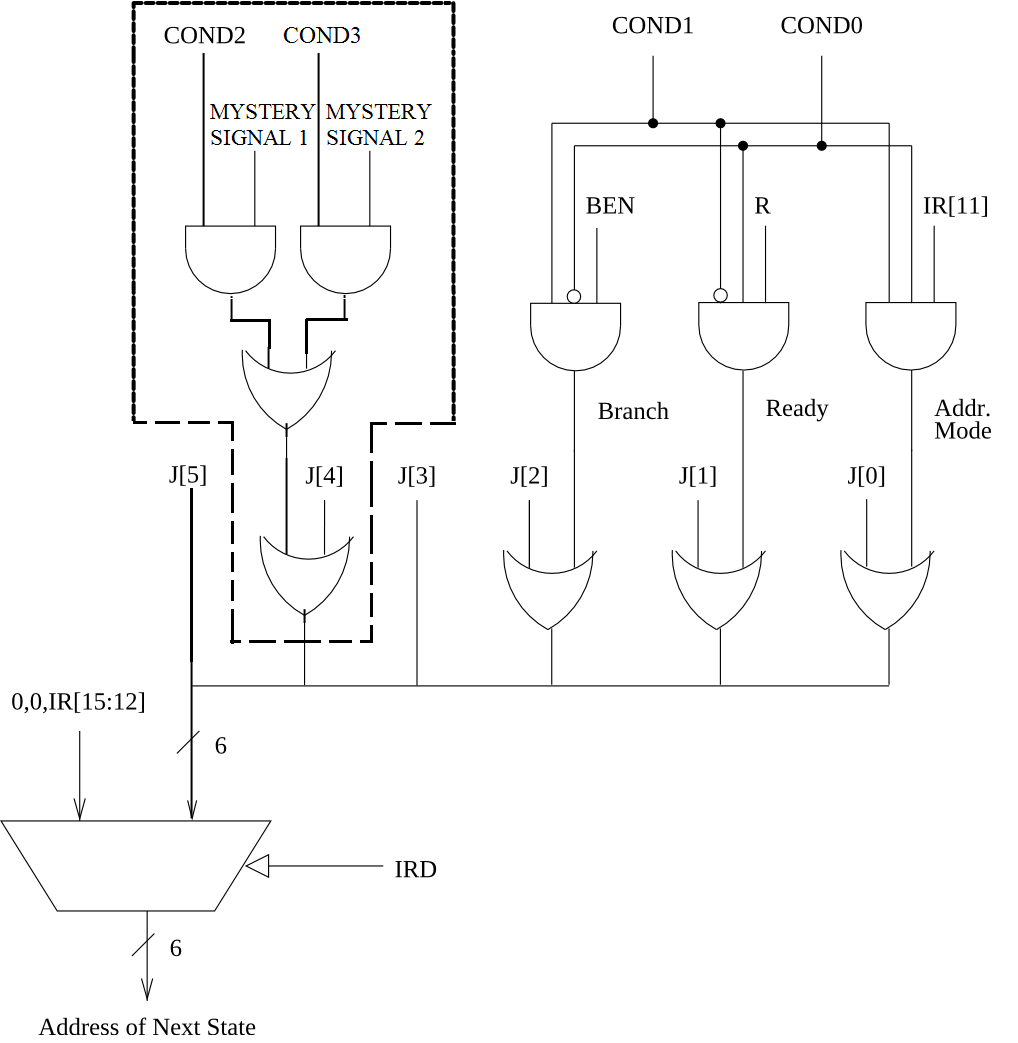 COND2
COND3
COND1
COND0
MYSTERY
SIGNAL 1
MYSTERY
SIGNAL 2
BEN
R
IR[11]
Branch
Ready
Addr.
Mode
J[5]
J[4]
J[3]
J[2]
J[1]
J[0]
0,0,IR[15:12]
6
IRD
6
Address of Next State